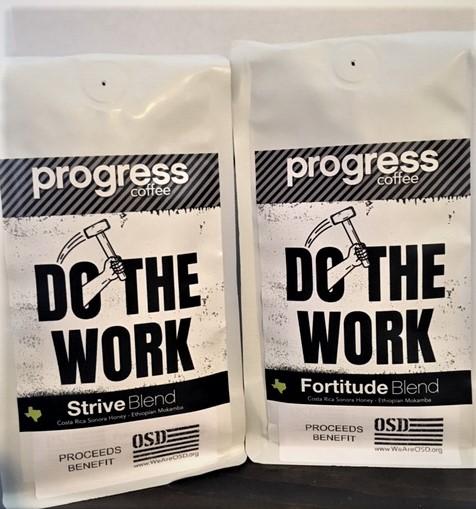 progress
coffee
DO THE
WORK
Strive Blend
Costa Rica Sonora Honey - Ethiopian Mokamba
PROCEEDS
BENEFIT
OSD
www.WeAreOSD.org
progress
coffee
DO THE
WORK
Fortitude Blend
Costa Rica Sonora Honey - Ethiopian Mokamba
PROCEEDS
BENEFIT
OSD
www.WeAreOSD.org